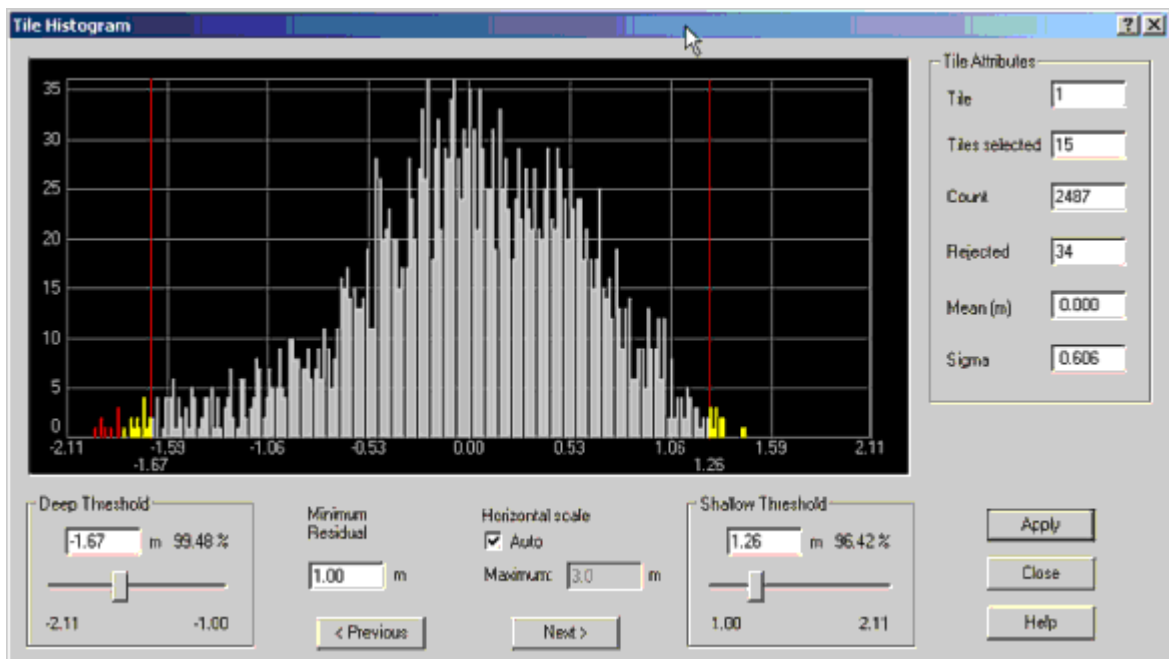 Tile Histogram
35
30
25
20
15
10
5
0
-2.11 -1.59 -1.06 -0.53 0.00 0.53 1.06 1.59 2.11
-1.67 1.26
Tile Attributes
Tile 1
Tiles selected 15
Count 2487
Rejected 34
Mean (m) 0.000
Sigma 0.606
Deep Threshold
-1.67 m 99.48 %
-2.11 -1.00
Minimum
Residual
1.00 m
< Previous
Horizontal scale
Auto
Maximum: 3.0 m
Next >
Shallow Threshold
1.26 m 96.42 %
1.00 2.11
Apply
Close
Help